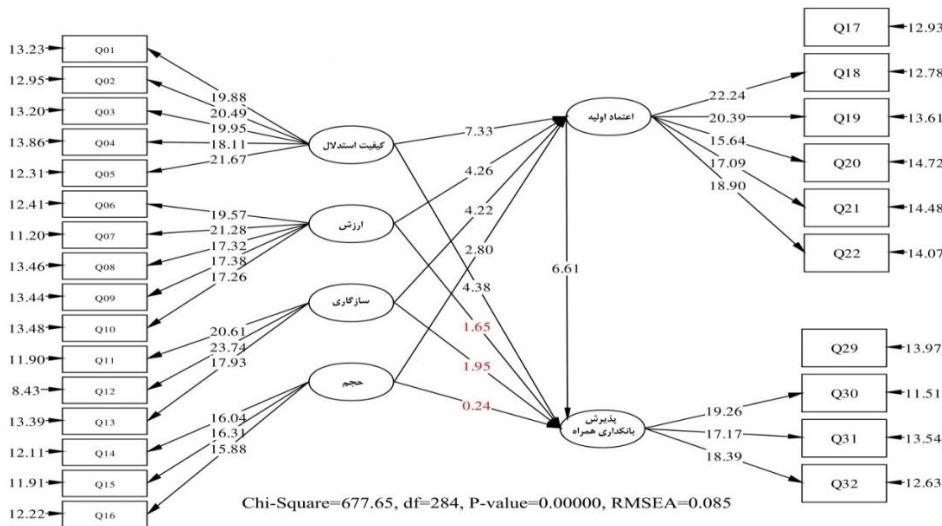 13.23 Q01
12.95 Q02
13.20 Q03
13.86 Q04
12.31 Q05
12.41 Q06
11.20 Q07
13.46 Q08
13.44 Q09
13.48 Q10
11.90 Q11
8.43 Q12
13.39 Q13
12.11 Q14
11.91 Q15
12.22 Q16
19.88
20.49
19.95
18.11
21.67
19.57
21.28
17.32
17.38
17.26
20.61
23.74
17.93
16.04
16.31
15.88
کیفیت استدلال
ارزش
سازگاری
حجم
7.33
4.26
4.22
2.80
4.38
1.65
1.95
0.24
6.61
اعتماد اولیه
پذیرش
بانکداری همراه
22.24
20.39
15.64
17.09
18.90
19.26
17.17
18.39
Q17 12.93
Q18 12.78
Q19 13.61
Q20 14.72
Q21 14.48
Q22 14.07
Q29 13.97
Q30 11.51
Q31 13.54
Q32 12.63
Chi-Square=677.65, df=284, P-value=0.00000, RMSEA=0.085